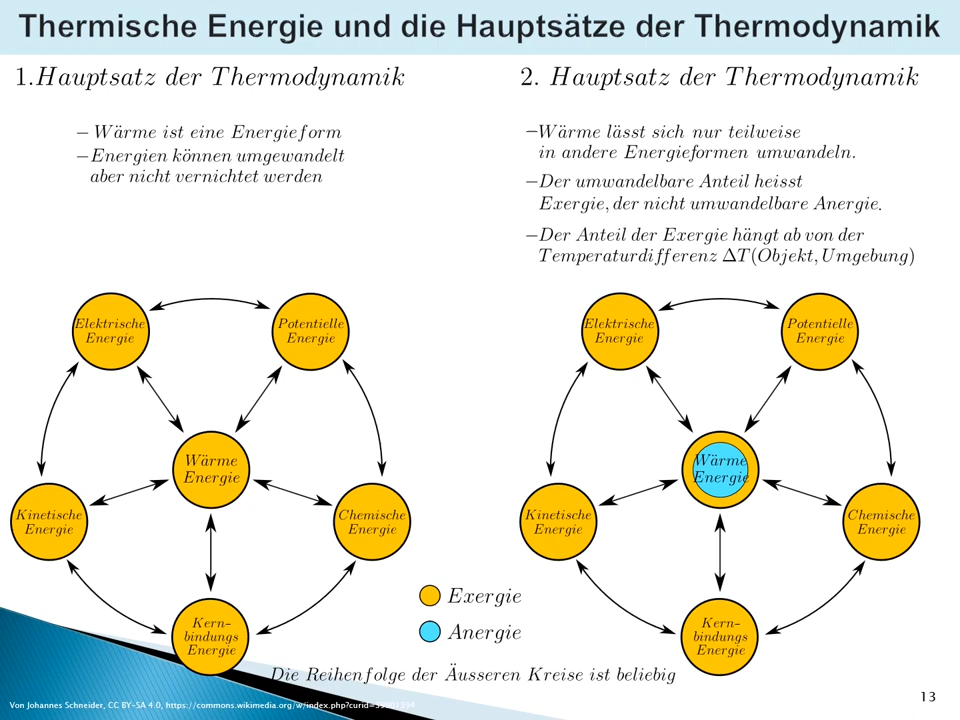 Thermische Energie und die Hauptsätze der Thermodynamik
1.Hauptsatz der Thermodynamik
– Wärme ist eine Energieform
–Energien können umgewandelt
aber nicht vernichtet werden
2. Hauptsatz der Thermodynamik
–Wärme lässt sich nur teilweise
in andere Energieformen umwandeln.
–Der umwandelbare Anteil heisst
Exergie, der nicht umwandelbare Anergie.
–Der Anteil der Exergie hängt ab von der
Temperaturdifferenz ΔT(Objekt, Umgebung)
Elektrische
Energie
Potentielle
Energie
Wärme
Energie
Kinetische
Energie
Chemische
Energie
Kern-
bindungs
Energie
Elektrische
Energie
Potentielle
Energie
Wärme
Energie
Kinetische
Energie
Chemische
Energie
Kern-
bindungs
Energie
Exergie
Anergie
Die Reihenfolge der Äusseren Kreise ist beliebig
13
Von Johannes Schneider, CC BY-SA 4.0, https://commons.wikimedia.org/w/index.php?